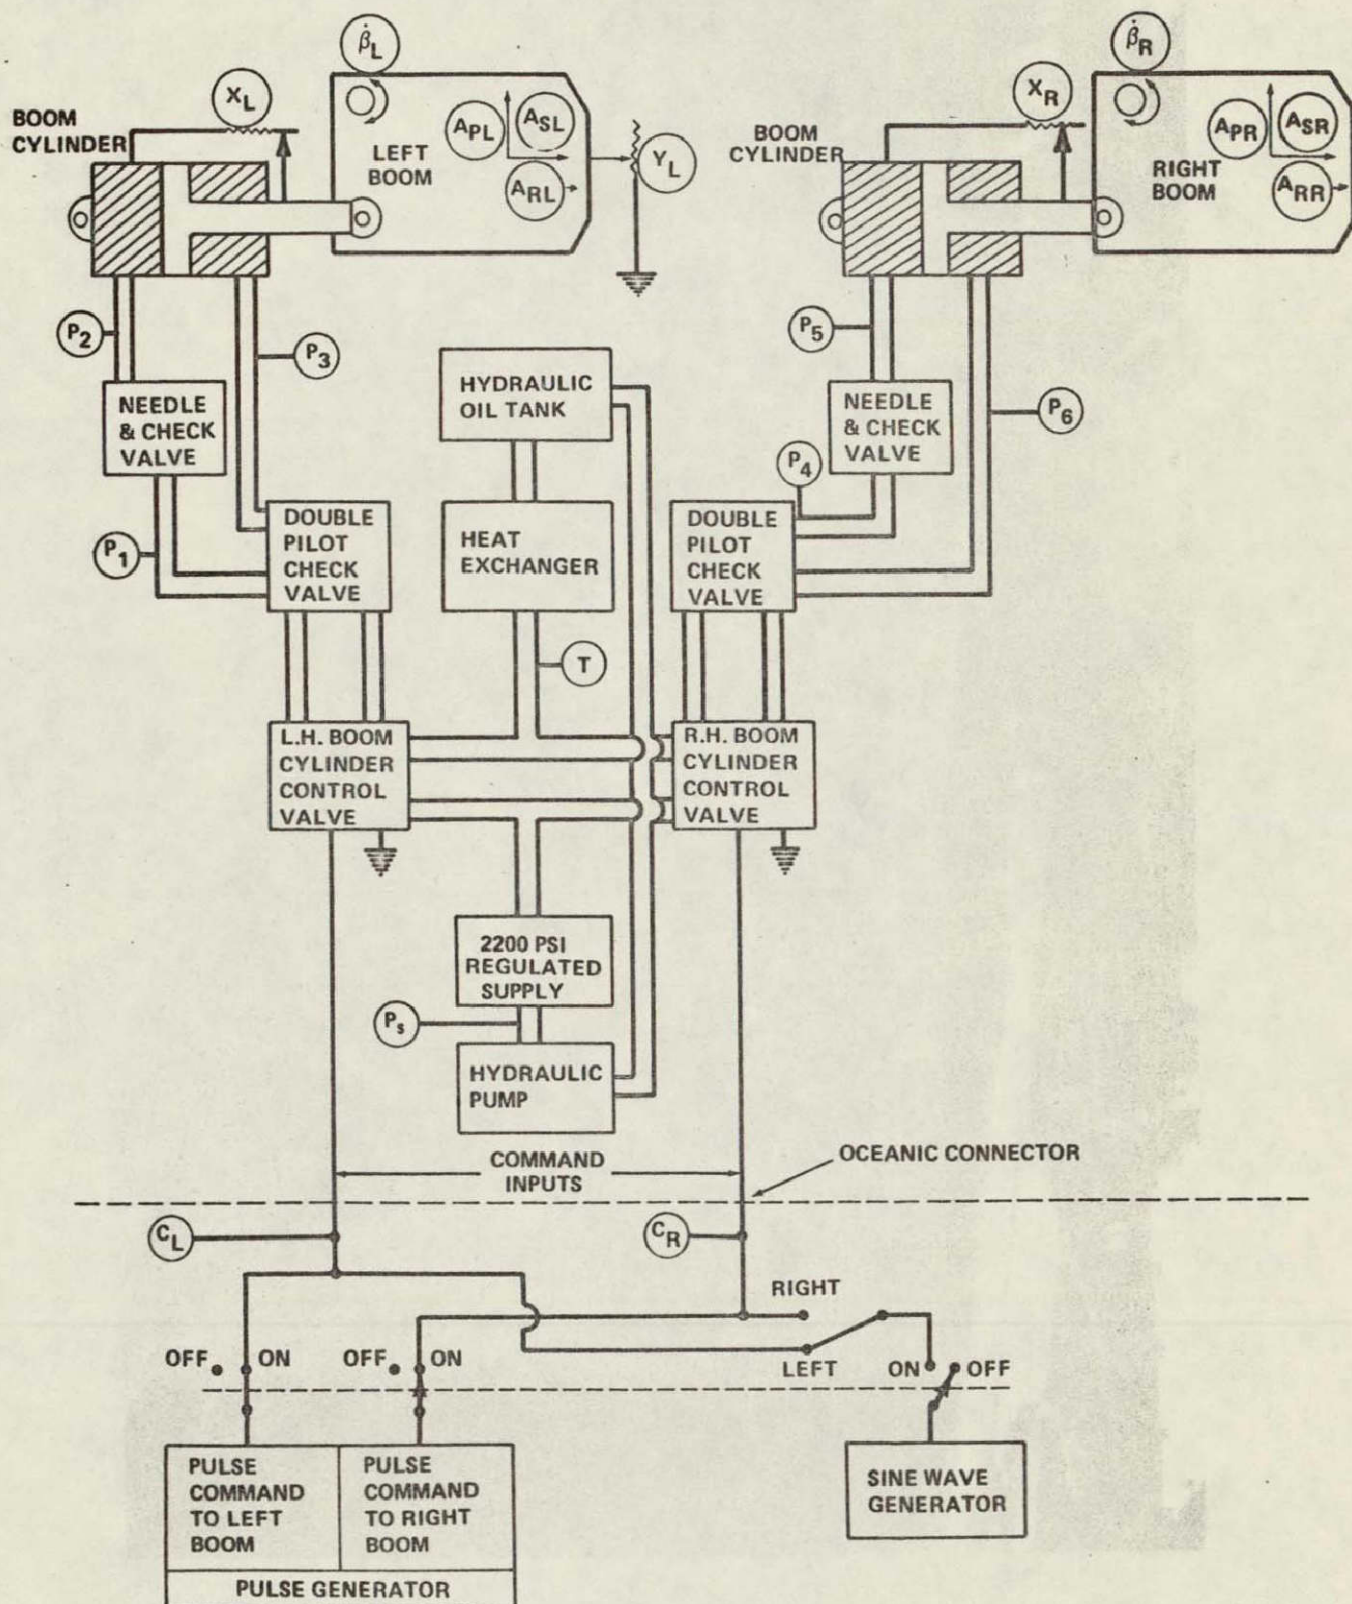 β̇L
β̇R
XL
XR
BOOM
CYLINDER
APL
ASL
LEFT
BOOM
ARL
YL
BOOM
CYLINDER
APR
ASR
RIGHT
BOOM
ARR
P2
P3
P5
P6
HYDRAULIC
OIL TANK
NEEDLE
& CHECK
VALVE
NEEDLE
& CHECK
VALVE
P4
P1
DOUBLE
PILOT
CHECK
VALVE
HEAT
EXCHANGER
DOUBLE
PILOT
CHECK
VALVE
T
L.H. BOOM
CYLINDER
CONTROL
VALVE
R.H. BOOM
CYLINDER
CONTROL
VALVE
2200 PSI
REGULATED
SUPPLY
Ps
HYDRAULIC
PUMP
COMMAND
INPUTS
OCEANIC CONNECTOR
CL
CR
RIGHT
LEFT
OFF ON
OFF ON
ON OFF
PULSE
COMMAND
TO LEFT
BOOM
PULSE
COMMAND
TO RIGHT
BOOM
SINE WAVE
GENERATOR
PULSE GENERATOR